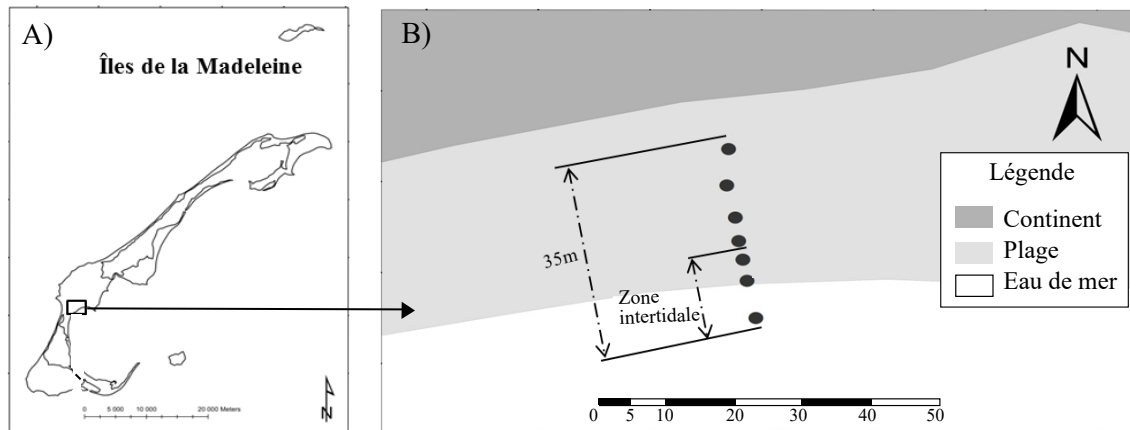 A)
Îles de la Madeleine
0 5 000 10 000 20 000 Meters
N
B)
N
35m
Zone
intertidale
Légende
Continent
Plage
Eau de mer
0 5 10 20 30 40 50